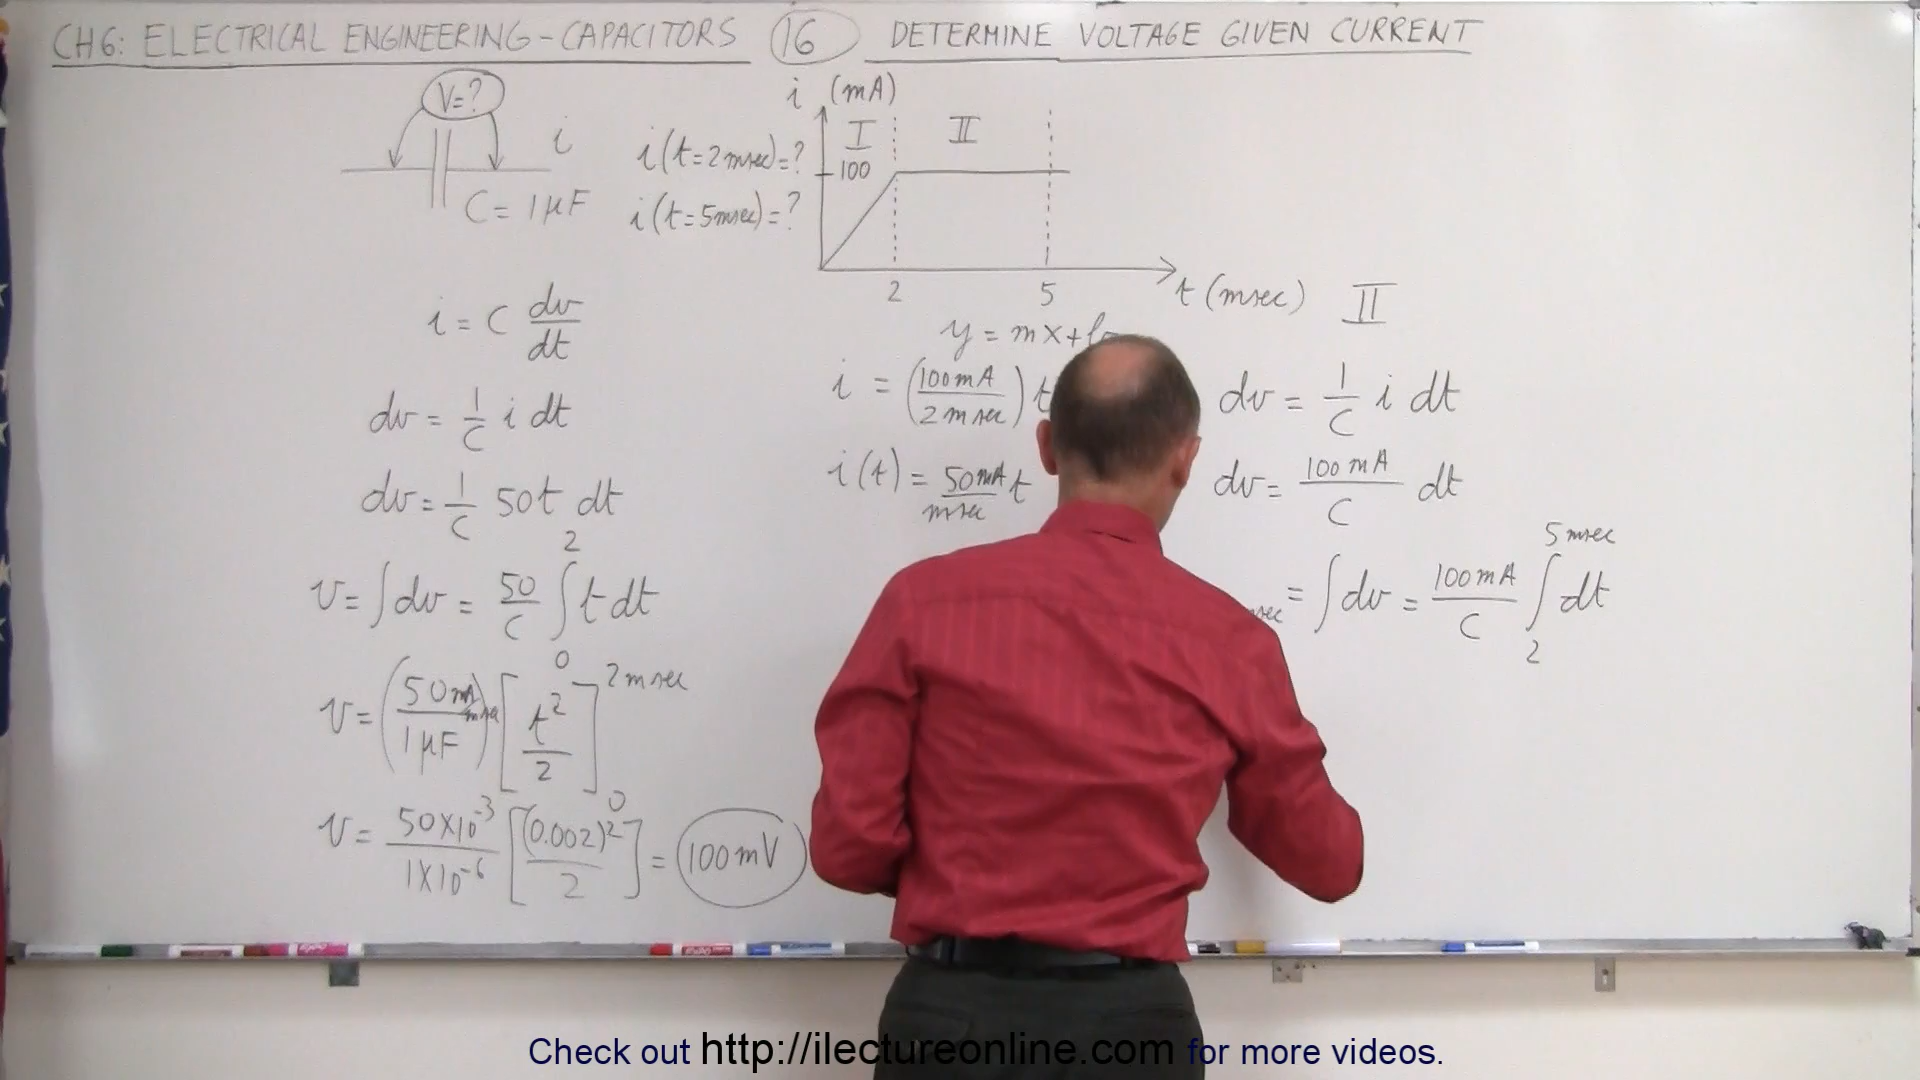 CH6: ELECTRICAL ENGINEERING - CAPACITORS 16 DETERMINE VOLTAGE GIVEN CURRENT
V=?
i
C = 1μF
i(t=2msec)=?
i(t=5msec)=?
i (mA)
I II
100
2 5 t (msec)
i = C dv/dt
dv = 1/C i dt
dv = 1/C 50t dt
v = ∫dv = 50/C ∫₀² t dt
v = (50mA/msec / 1μF) [t²/2]₀^2msec
v = 50×10⁻³ / 1×10⁻⁶ [(0.002)²/2] = 100mV
y = mx+b
i = (100mA/2msec) t
i(t) = 50mA/msec t
II
dv = 1/C i dt
dv = 100mA/C dt
= ∫dv = 100mA/C ∫₂^5msec dt
Check out http://ilectureonline.com for more videos.